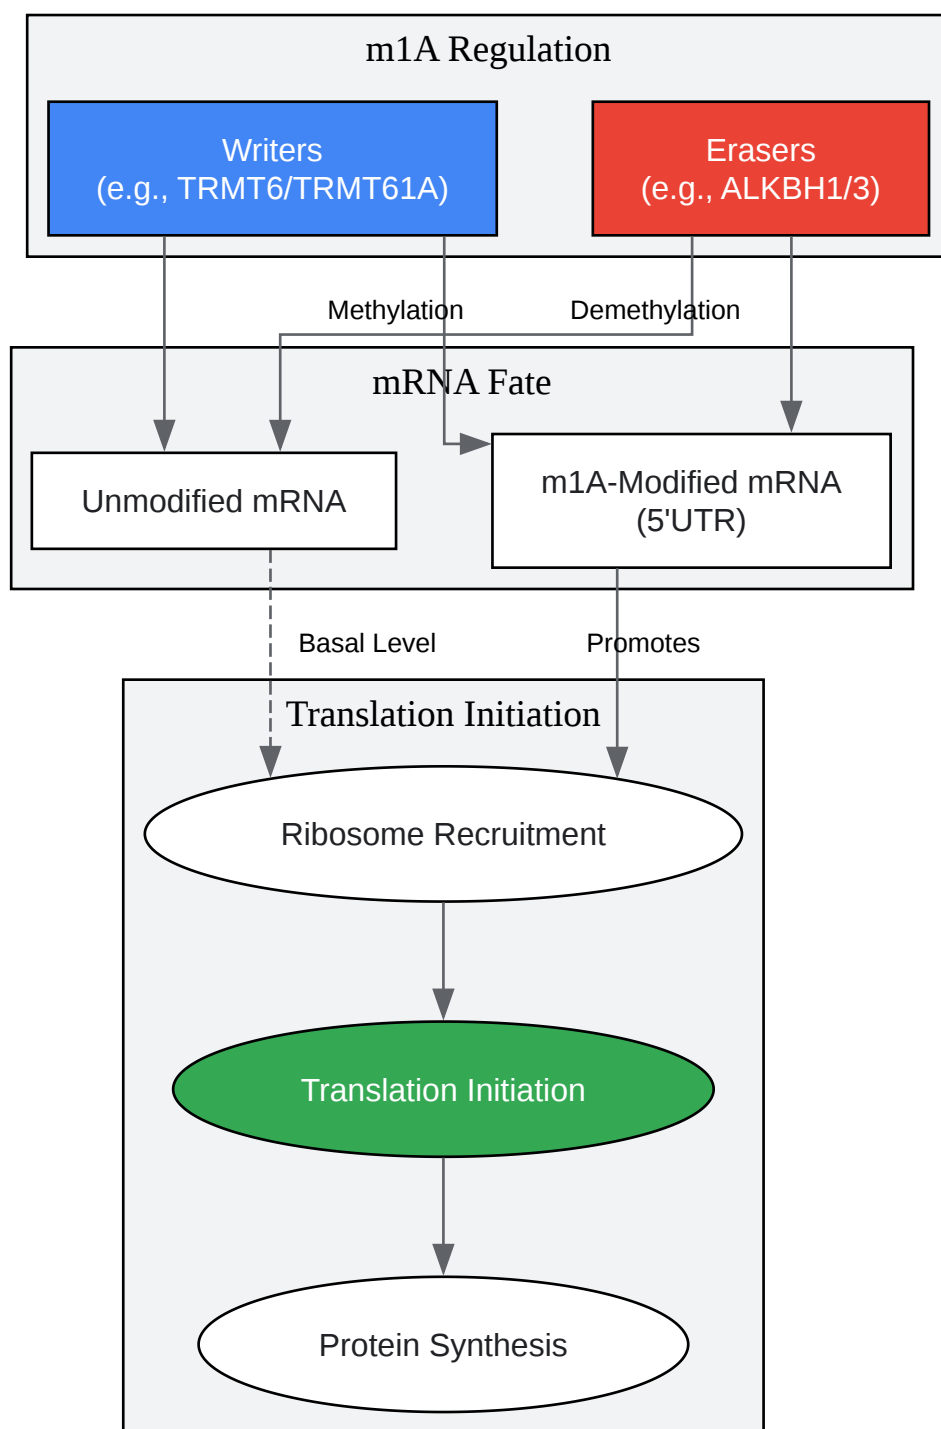 m1A Regulation
Writers
(e.g., TRMT6/TRMT61A)
Erasers
(e.g., ALKBH1/3)
Methylation
Demethylation
mRNA Fate
Unmodified mRNA
m1A-Modified mRNA
(5'UTR)
Basal Level
Promotes
Translation Initiation
Ribosome Recruitment
Translation Initiation
Protein Synthesis